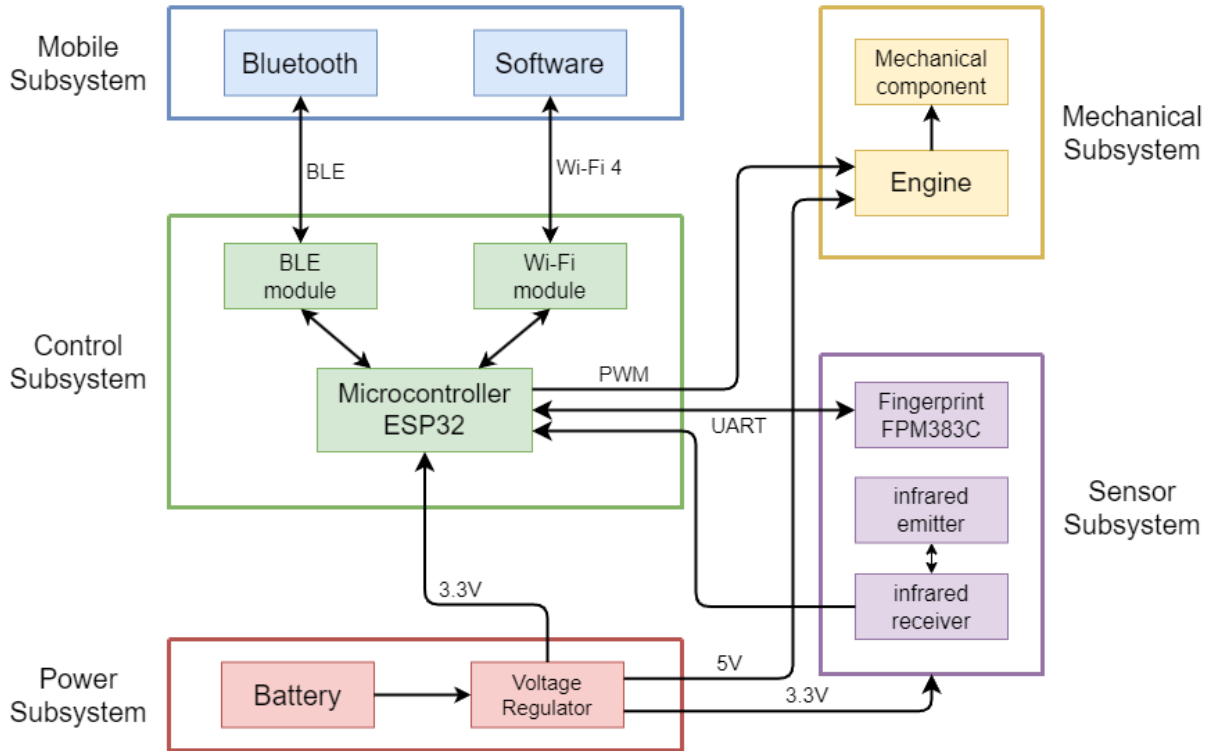 Mobile
Subsystem
Bluetooth
Software
Mechanical
component
Mechanical
Subsystem
Engine
BLE
Wi-Fi 4
Control
Subsystem
BLE
module
Wi-Fi
module
Microcontroller
ESP32
PWM
UART
Fingerprint
FPM383C
infrared
emitter
infrared
receiver
Sensor
Subsystem
3.3V
Power
Subsystem
Battery
Voltage
Regulator
5V
3.3V